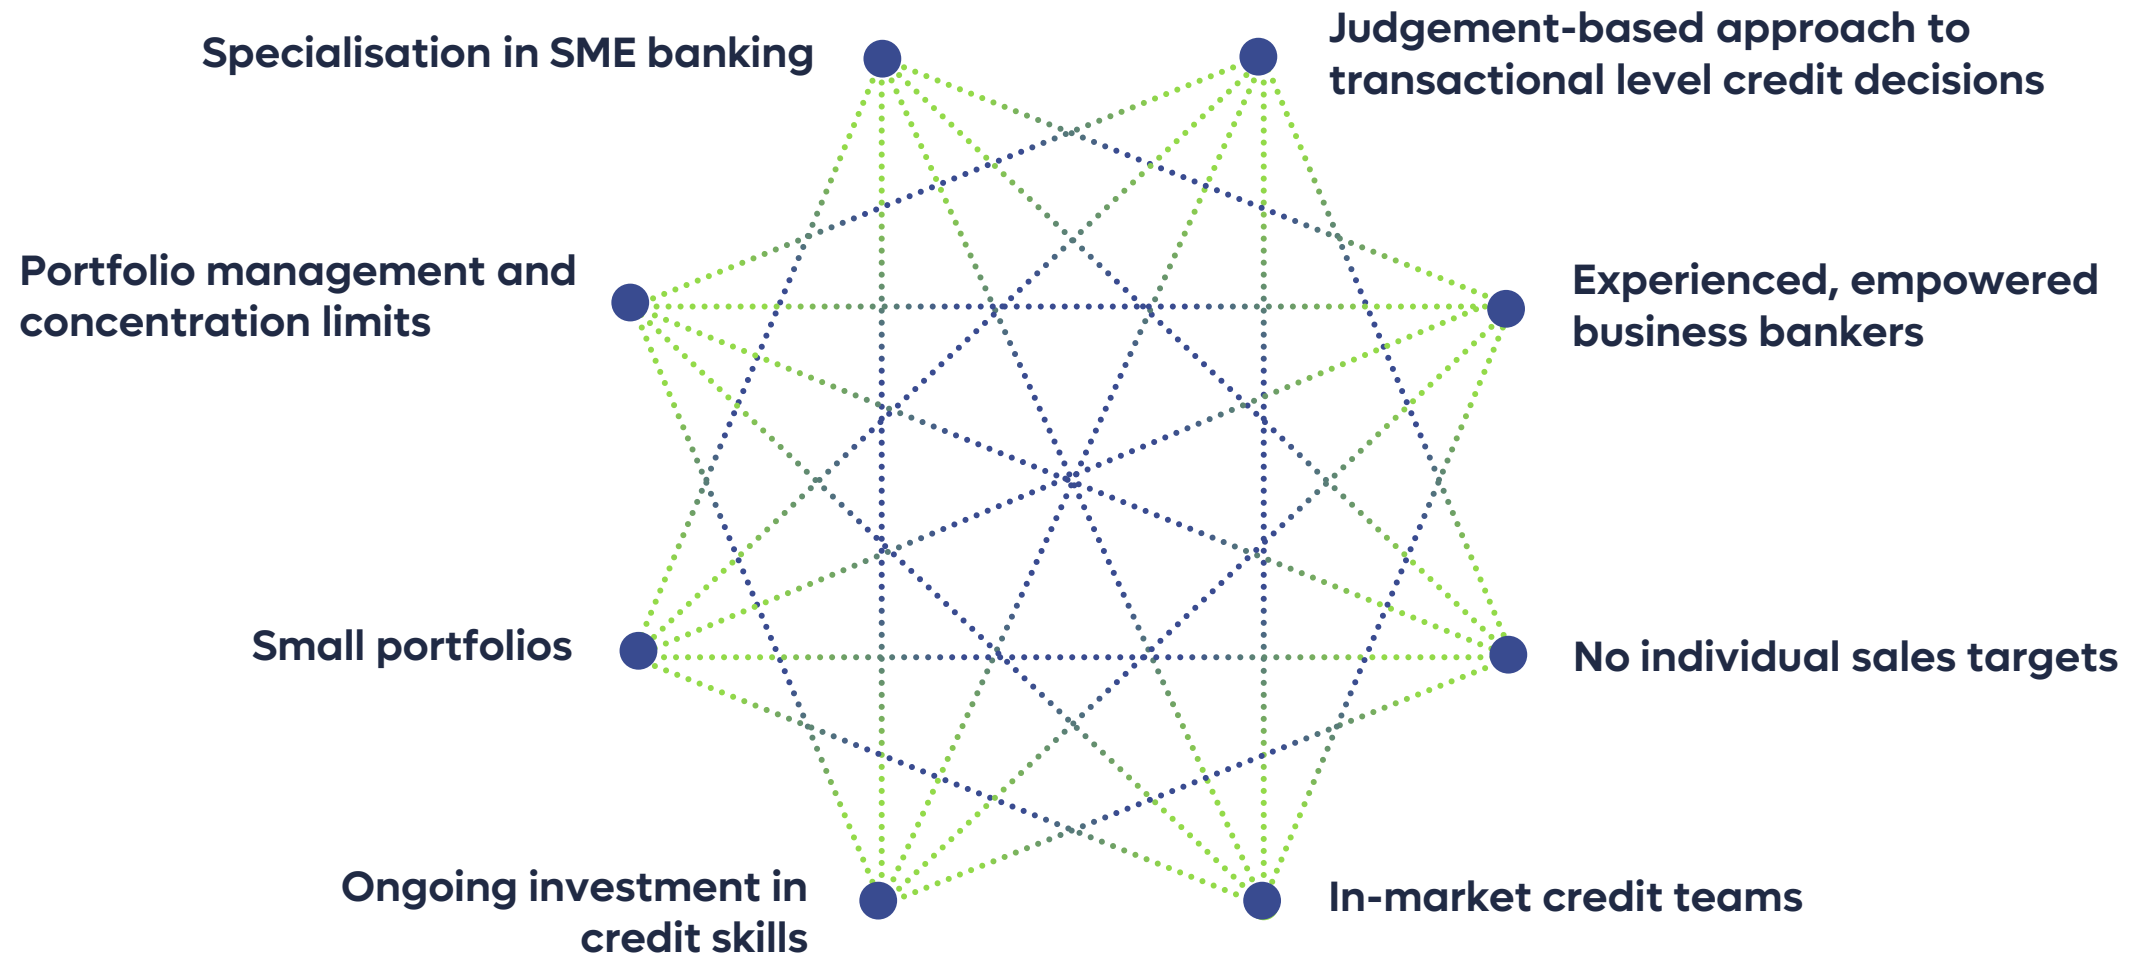 Specialisation in SME banking
Judgement-based approach to
transactional level credit decisions
Portfolio management and
concentration limits
Experienced, empowered
business bankers
Small portfolios
No individual sales targets
Ongoing investment in
credit skills
In-market credit teams